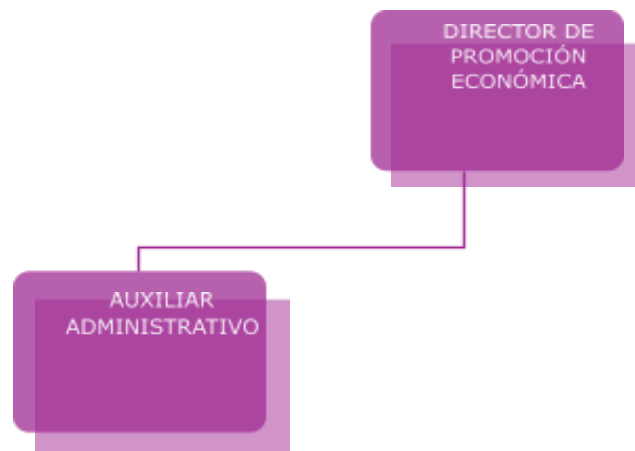 DIRECTOR DE
PROMOCIÓN
ECONÓMICA
AUXILIAR
ADMINISTRATIVO